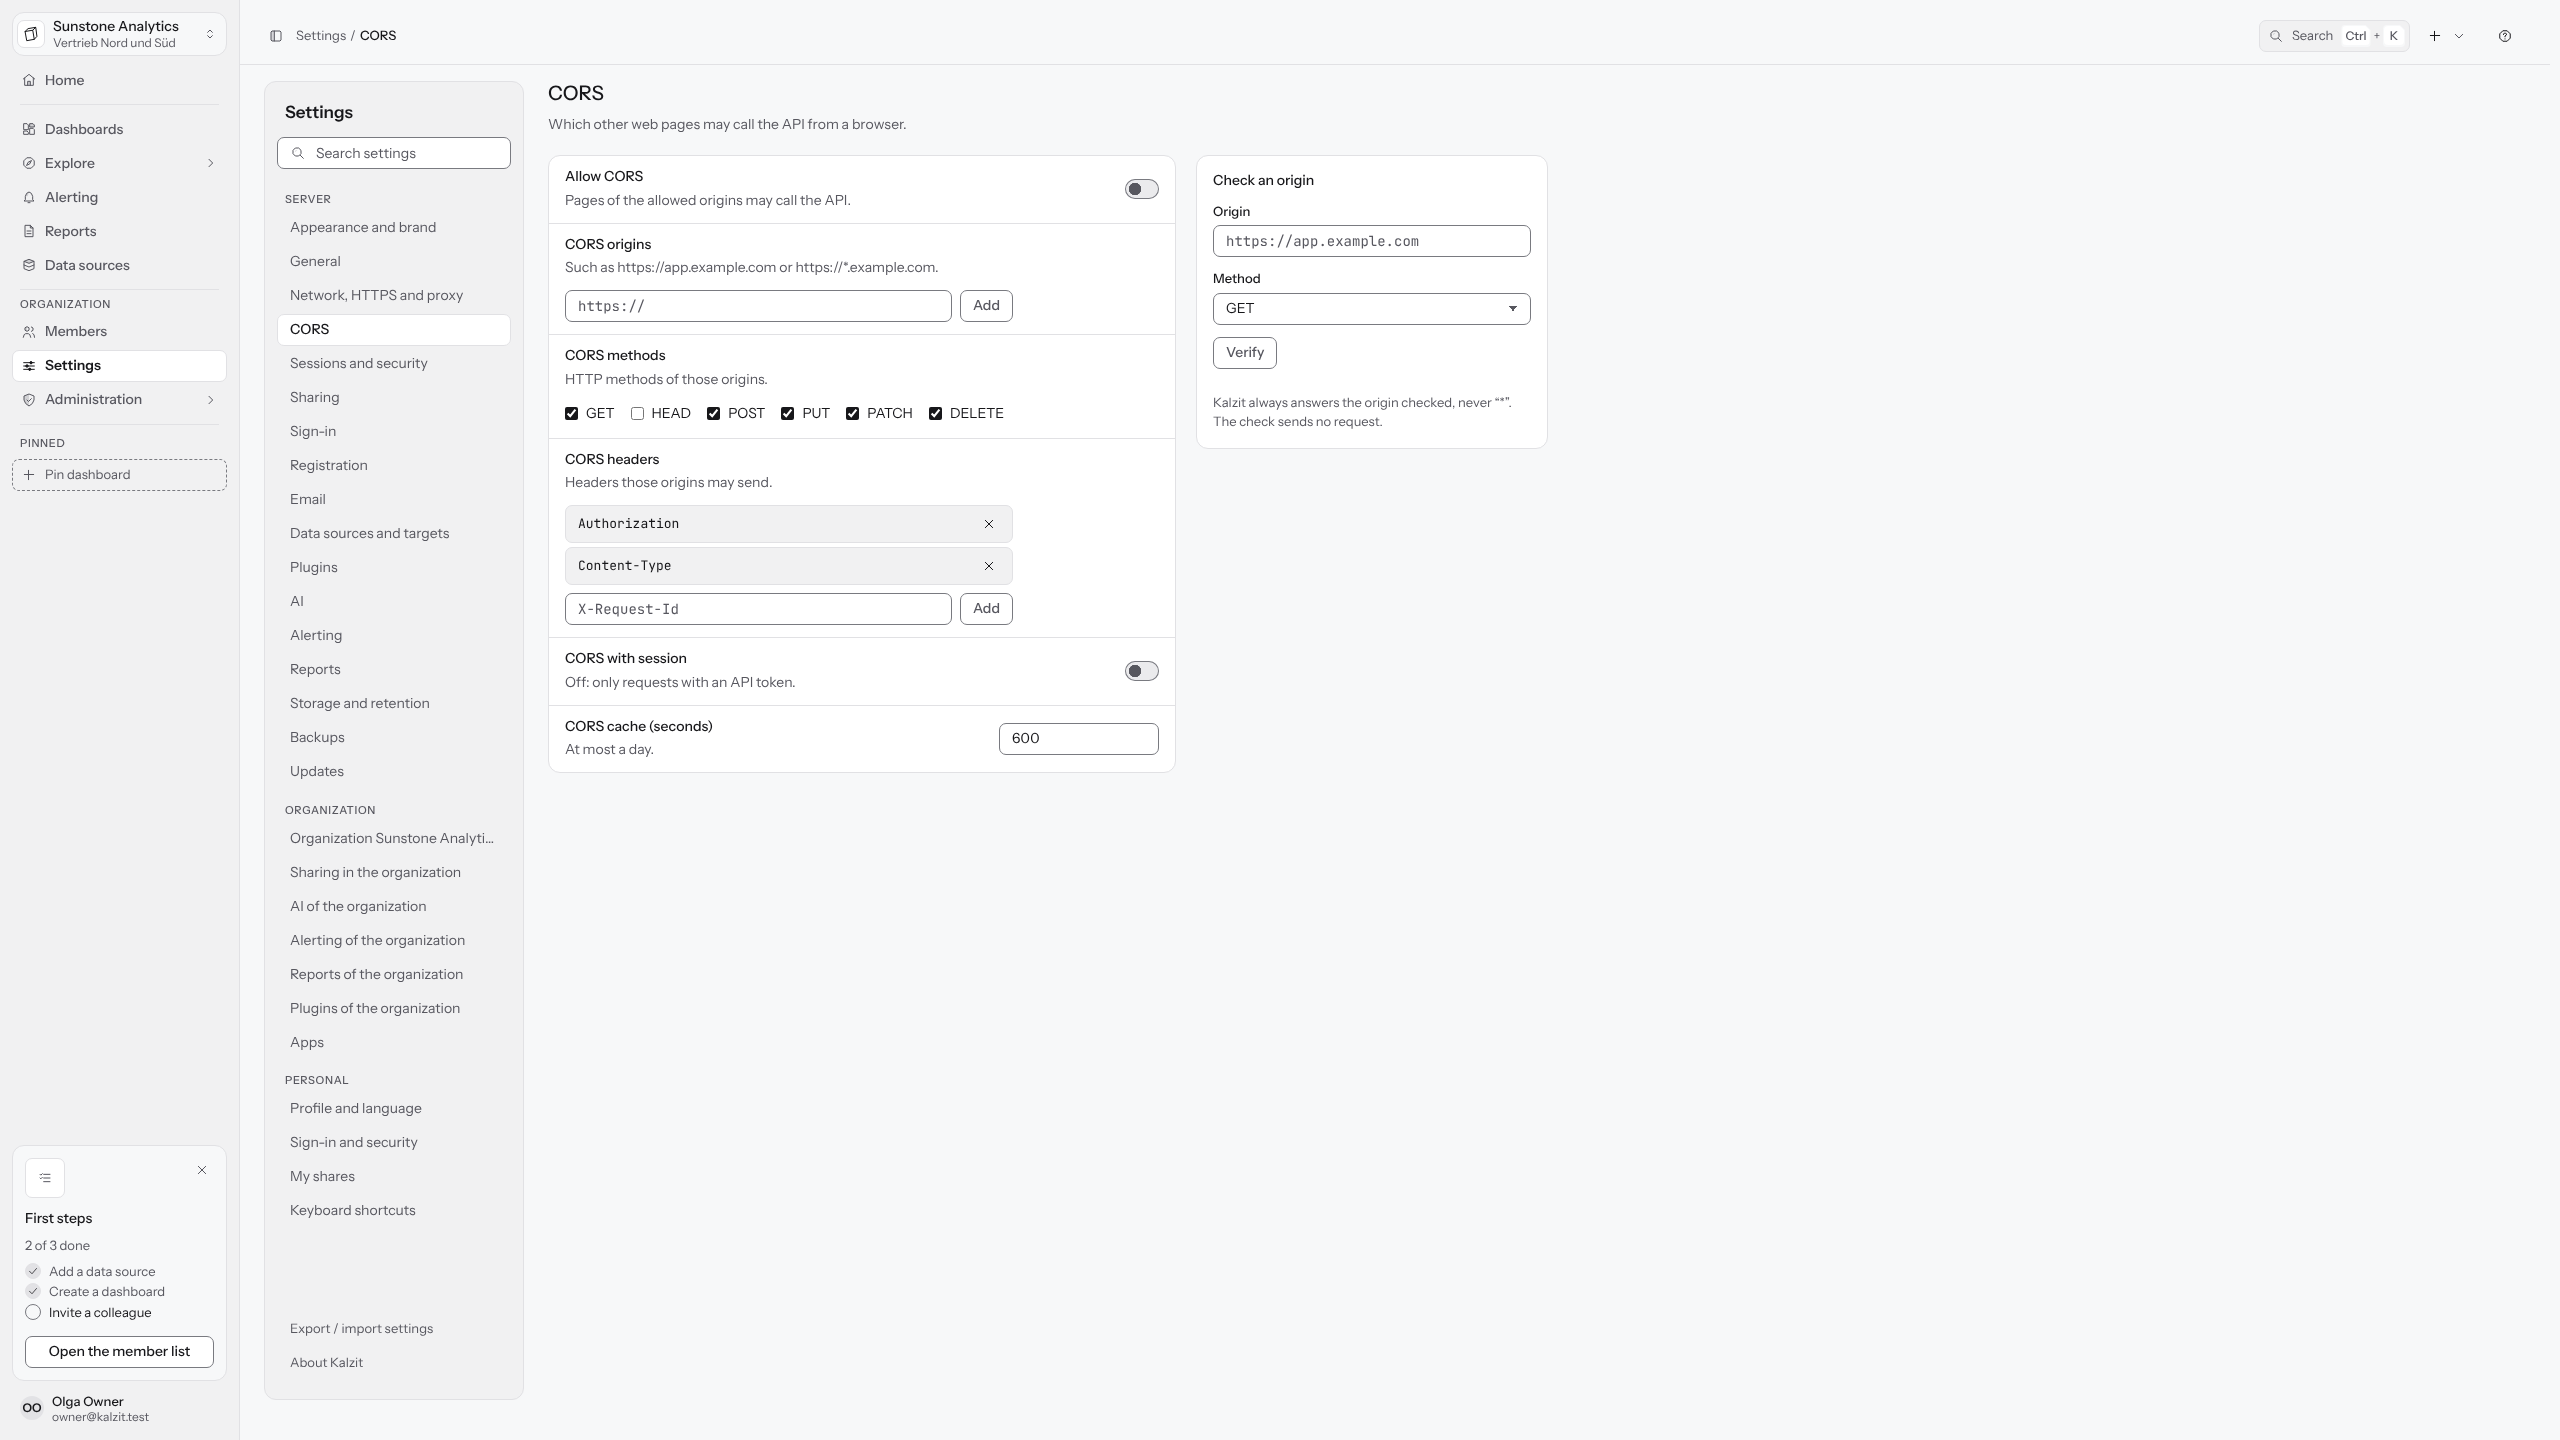 Sunstone Analytics
Vertrieb Nord und Süd
Home
Dashboards
Explore
Alerting
Reports
Data sources
ORGANIZATION
Members
Settings
Administration
PINNED
Pin dashboard
First steps
2 of 3 done
Add a data source
Create a dashboard
Invite a colleague
Open the member list
OO
Olga Owner
owner@kalzit.test
Settings / CORS
Search Ctrl + K
Settings
Search settings
SERVER
Appearance and brand
General
Network, HTTPS and proxy
CORS
Sessions and security
Sharing
Sign-in
Registration
Email
Data sources and targets
Plugins
AI
Alerting
Reports
Storage and retention
Backups
Updates
ORGANIZATION
Organization Sunstone Analyti...
Sharing in the organization
AI of the organization
Alerting of the organization
Reports of the organization
Plugins of the organization
Apps
PERSONAL
Profile and language
Sign-in and security
My shares
Keyboard shortcuts
Export / import settings
About Kalzit
CORS
Which other web pages may call the API from a browser.
Allow CORS
Pages of the allowed origins may call the API.
CORS origins
Such as https://app.example.com or https://*.example.com.
https://
Add
CORS methods
HTTP methods of those origins.
GET HEAD POST PUT PATCH DELETE
CORS headers
Headers those origins may send.
Authorization
Content-Type
X-Request-Id
Add
CORS with session
Off: only requests with an API token.
CORS cache (seconds)
At most a day.
600
Check an origin
Origin
https://app.example.com
Method
GET
Verify
Kalzit always answers the origin checked, never “*”.
The check sends no request.